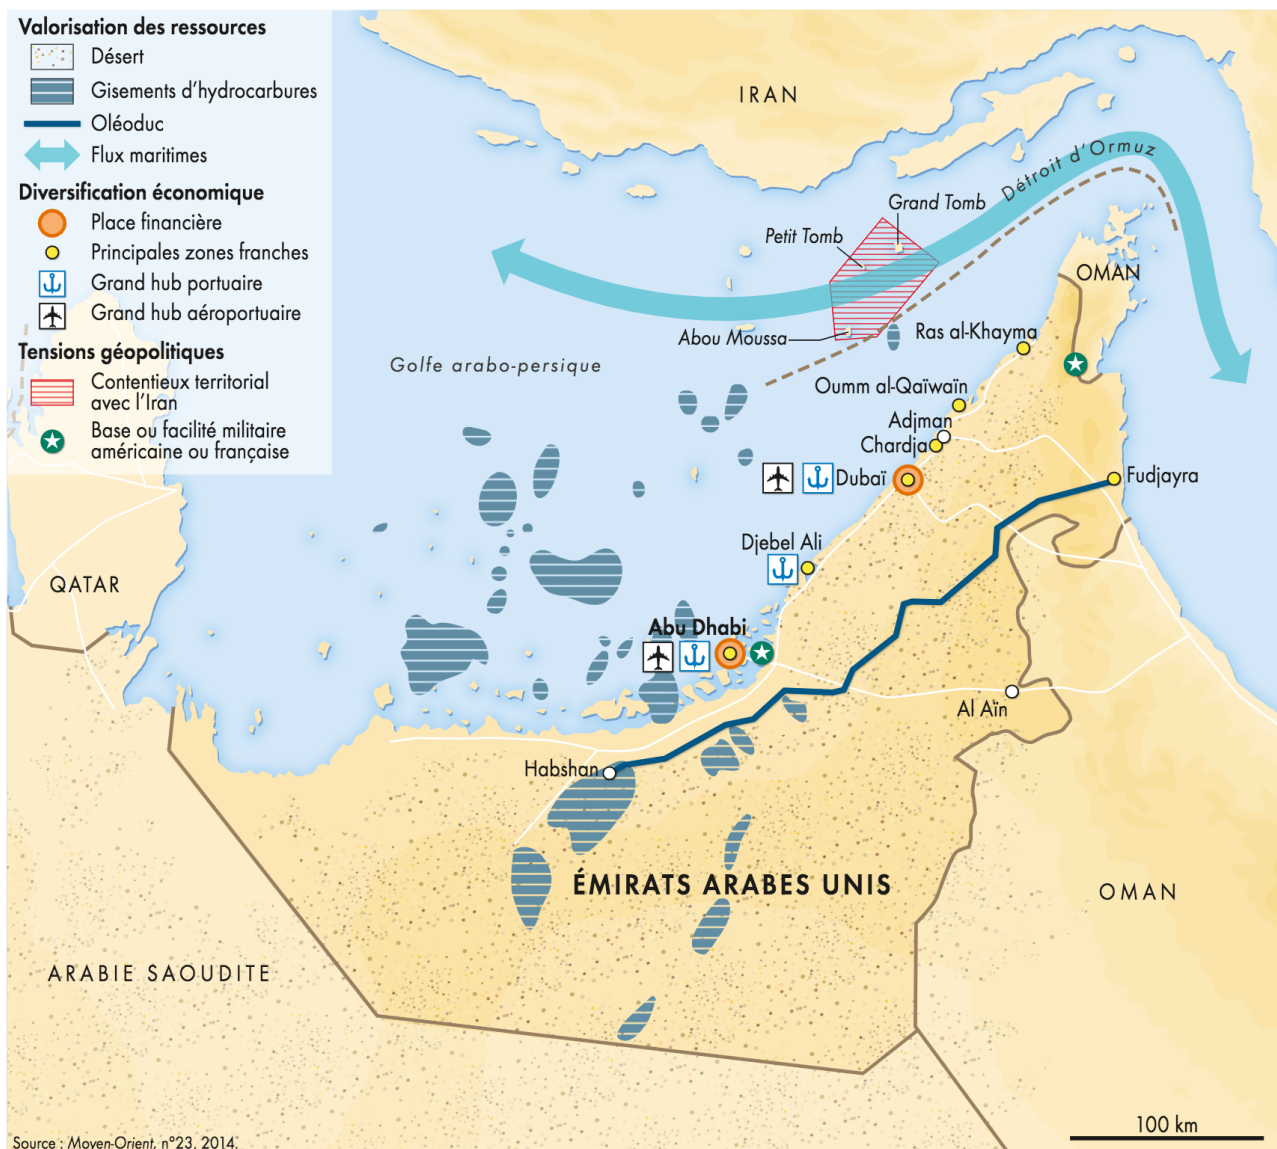 Valorisation des ressources
Désert
Gisements d'hydrocarbures
Oléoduc
Flux maritimes
Diversification économique
Place financière
Principales zones franches
Grand hub portuaire
Grand hub aéroportuaire
Tensions géopolitiques
Contentieux territorial
avec l'Iran
Base ou facilité militaire
américaine ou française
IRAN
Détroit d'Ormuz
Grand Tomb
Petit Tomb
OMAN
Abou Moussa
Ras al-Khayma
Golfe arabo-persique
Oumm al-Qaïwaïn
Adjman
Chardja
Dubaï
Fudjayra
Djebel Ali
QATAR
Abu Dhabi
Al Aïn
Habshan
ÉMIRATS ARABES UNIS
OMAN
ARABIE SAOUDITE
100 km
Source : Moyen-Orient, n°23, 2014.